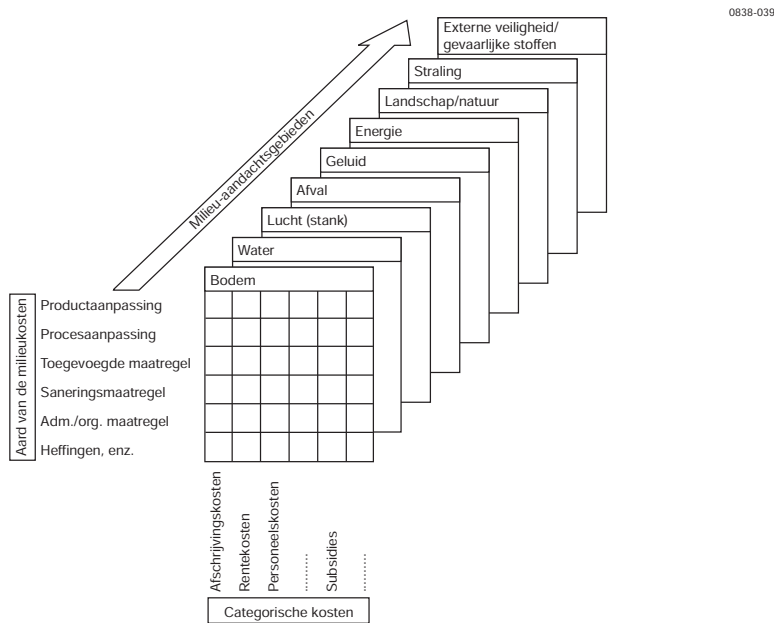 0838-039
Externe veiligheid/
gevaarlijke stoffen
Straling
Landschap/natuur
Energie
Geluid
Afval
Lucht (stank)
Water
Bodem
Milieu-aandachtsgebieden
Aard van de milieukosten
Productaanpassing
Procesaanpassing
Toegevoegde maatregel
Saneringsmaatregel
Adm./org. maatregel
Heffingen, enz.
Afschrijvingskosten
Rentekosten
Personeelskosten
..........
Subsidies
..........
Categorische kosten